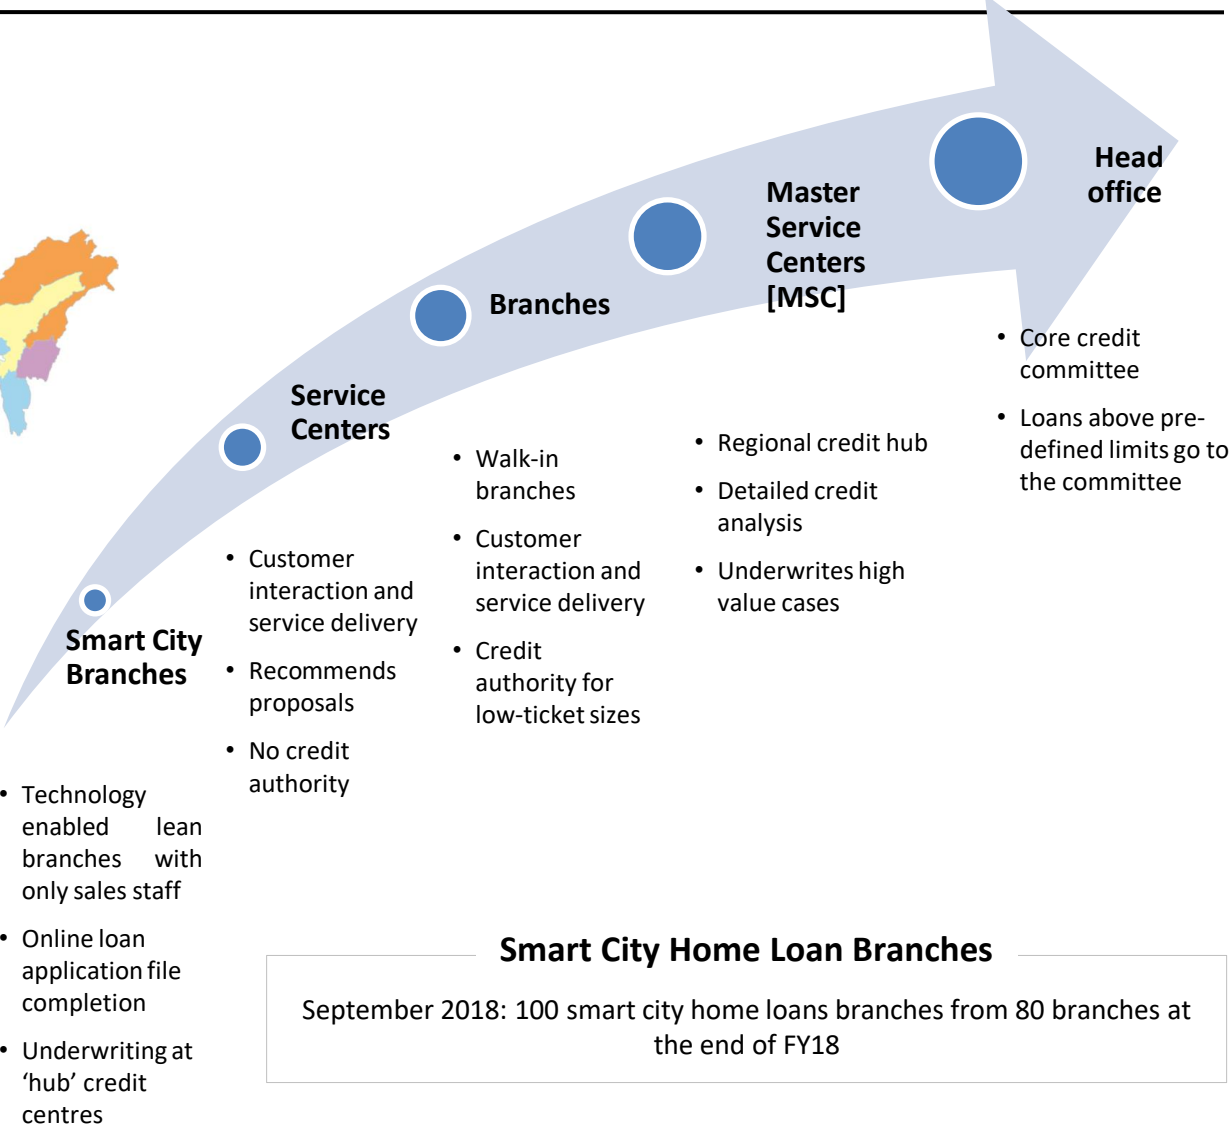 Head
office
Master
Service
Centers
[MSC]
Branches
Service
Centers
Smart City
Branches
• Core credit
committee
• Loans above pre-
defined limits go to
the committee
• Regional credit hub
• Detailed credit
analysis
• Underwrites high
value cases
• Walk-in
branches
• Customer
interaction and
service delivery
• Credit
authority for
low-ticket sizes
• Customer
interaction and
service delivery
• Recommends
proposals
• No credit
authority
• Technology
enabled lean
branches with
only sales staff
• Online loan
application file
completion
• Underwriting at
‘hub’ credit
centres
Smart City Home Loan Branches
September 2018: 100 smart city home loans branches from 80 branches at
the end of FY18